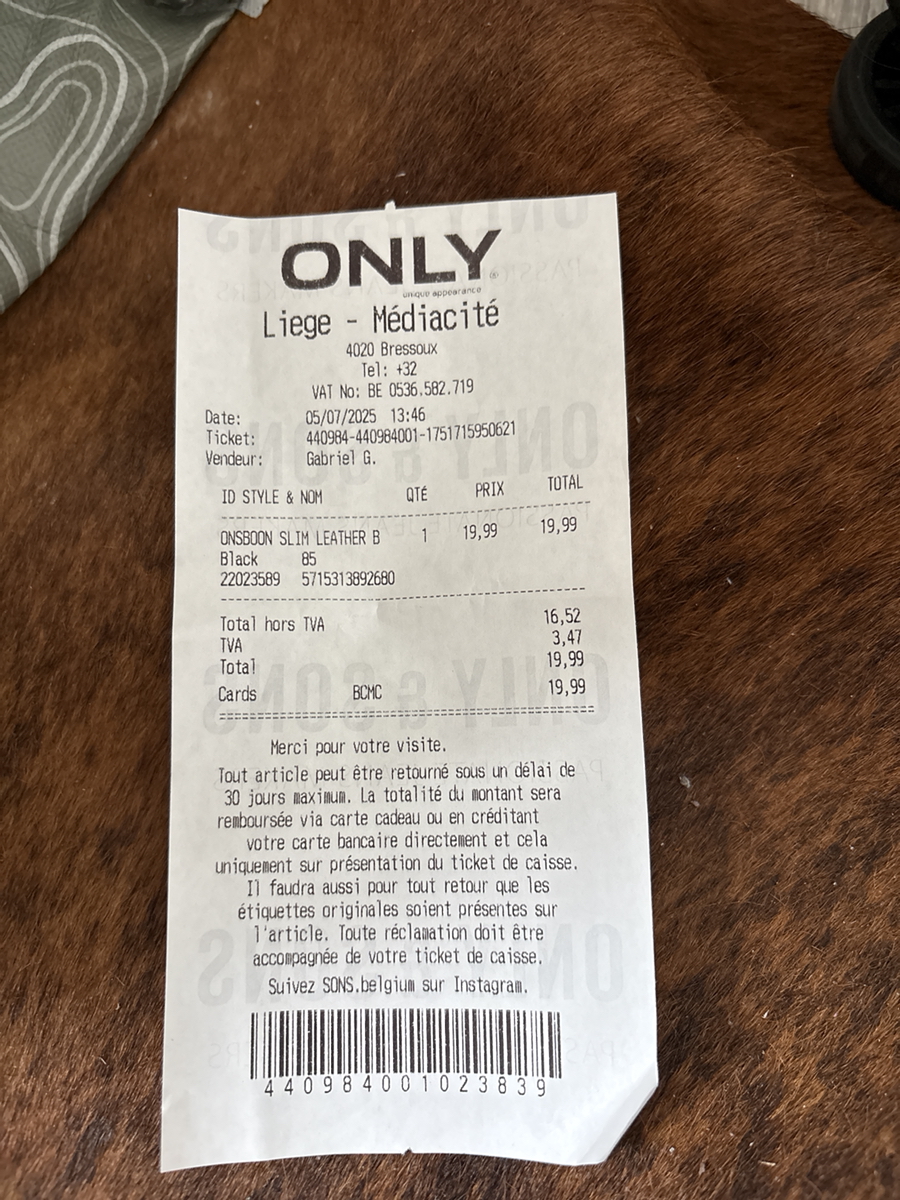 ONLY
unique appearance
Liege - Médiacité
4020 Bressoux
Tel: +32
VAT No: BE 0536.582.719
Date: 05/07/2025 13:46
Ticket: 440984-440984001-1751715950621
Vendeur: Gabriel G.
ID STYLE & NOM QTÉ PRIX TOTAL
ONSBOON SLIM LEATHER B 1 19,99 19,99
Black 85
22023589 5715313892680
Total hors TVA 16,52
TVA 3,47
Total 19,99
Cards BCMC 19,99
Merci pour votre visite.
Tout article peut être retourné sous un délai de
30 jours maximum. La totalité du montant sera
remboursée via carte cadeau ou en créditant
votre carte bancaire directement et cela
uniquement sur présentation du ticket de caisse.
Il faudra aussi pour tout retour que les
étiquettes originales soient présentes sur
l'article. Toute réclamation doit être
accompagnée de votre ticket de caisse.
Suivez SONS.belgium sur Instagram.
440984001023839